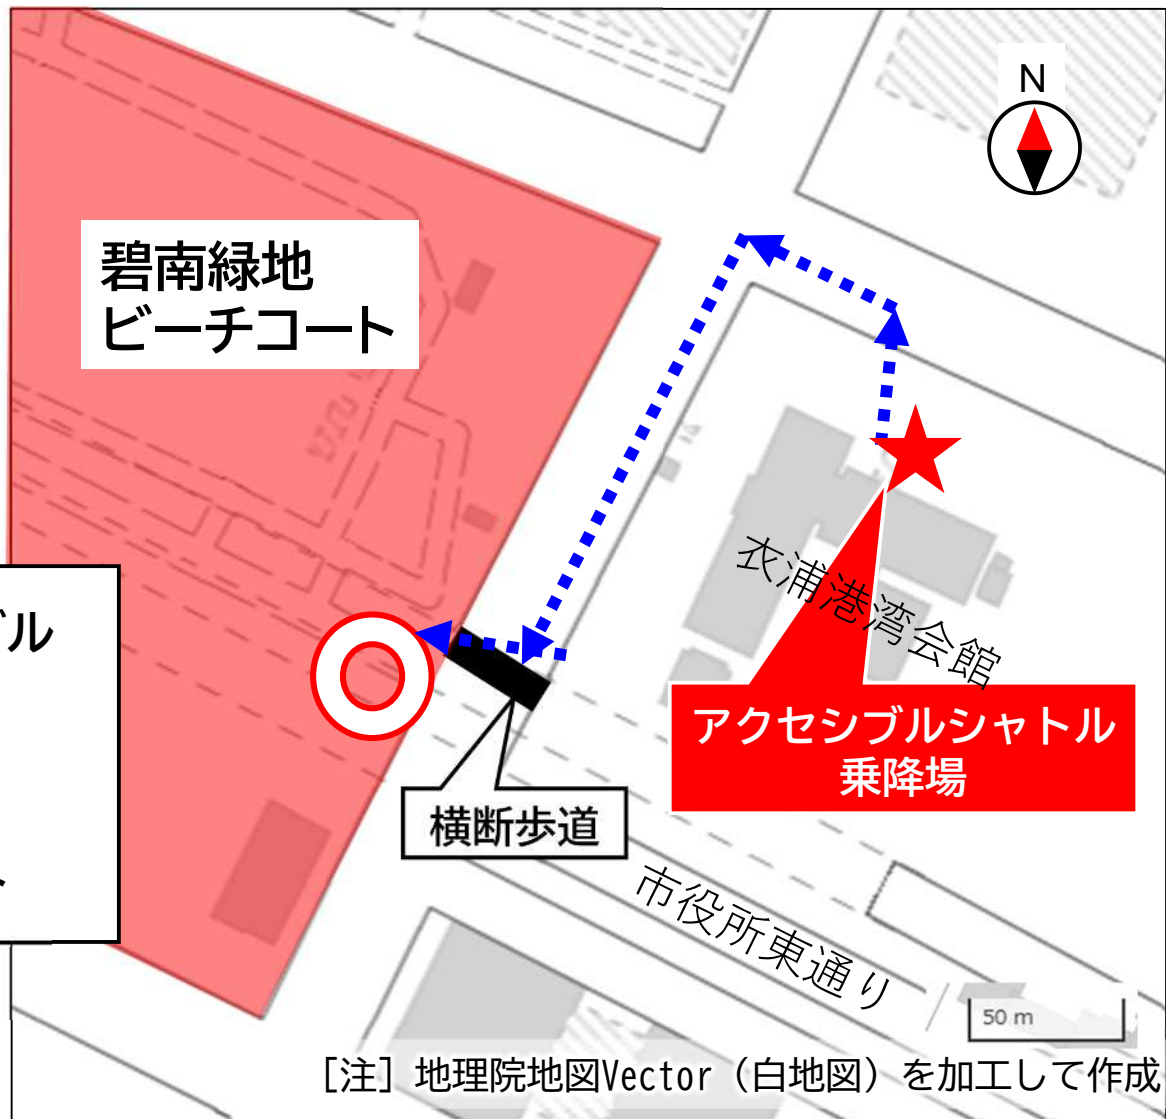 N
碧南緑地
ビーチコート
ブル
衣浦港湾会館
アクセシブルシャトル
乗降場
横断歩道
市役所東通り
50 m
［注］地理院地図Vector（白地図）を加工して作成